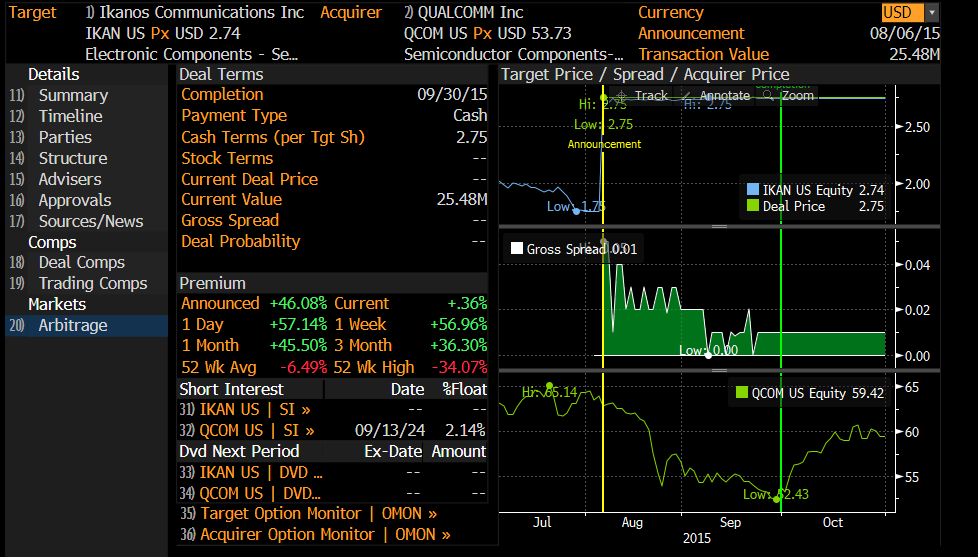 Target 1) Ikanos Communications Inc Acquirer 2) QUALCOMM Inc Currency USD
IKAN US Px USD 2.74 QCOM US Px USD 53.73 Announcement 08/06/15
Electronic Components - Se... Semiconductor Components-... Transaction Value 25.48M
Details
11) Summary
12) Timeline
13) Parties
14) Structure
15) Advisers
16) Approvals
17) Sources/News
Comps
18) Deal Comps
19) Trading Comps
Markets
20) Arbitrage
Deal Terms
Completion 09/30/15
Payment Type Cash
Cash Terms (per Tgt Sh) 2.75
Stock Terms --
Current Deal Price --
Current Value 25.48M
Gross Spread --
Deal Probability --
Premium
Announced +46.08% Current +.36%
1 Day +57.14% 1 Week +56.96%
1 Month +45.50% 3 Month +36.30%
52 Wk Avg -6.49% 52 Wk High -34.07%
Short Interest Date %Float
31) IKAN US | SI » -- --
32) QCOM US | SI » 09/13/24 2.14%
Dvd Next Period Ex-Date Amount
33) IKAN US | DVD ... -- --
34) QCOM US | DVD... -- --
35) Target Option Monitor | OMON »
36) Acquirer Option Monitor | OMON »
Target Price / Spread / Acquirer Price
Completion
Track Annotate Zoom
Hi: 2.75 Hi: 2.75
Low: 2.75
Announcement
2.50
2.00
Low: 1.75
IKAN US Equity 2.74
Deal Price 2.75
Gross Spread 0.01
0.04
0.02
0.00
Low: 0.00
Hi: 65.14
QCOM US Equity 59.42
65
60
55
Low: 52.43
Jul Aug Sep Oct
2015